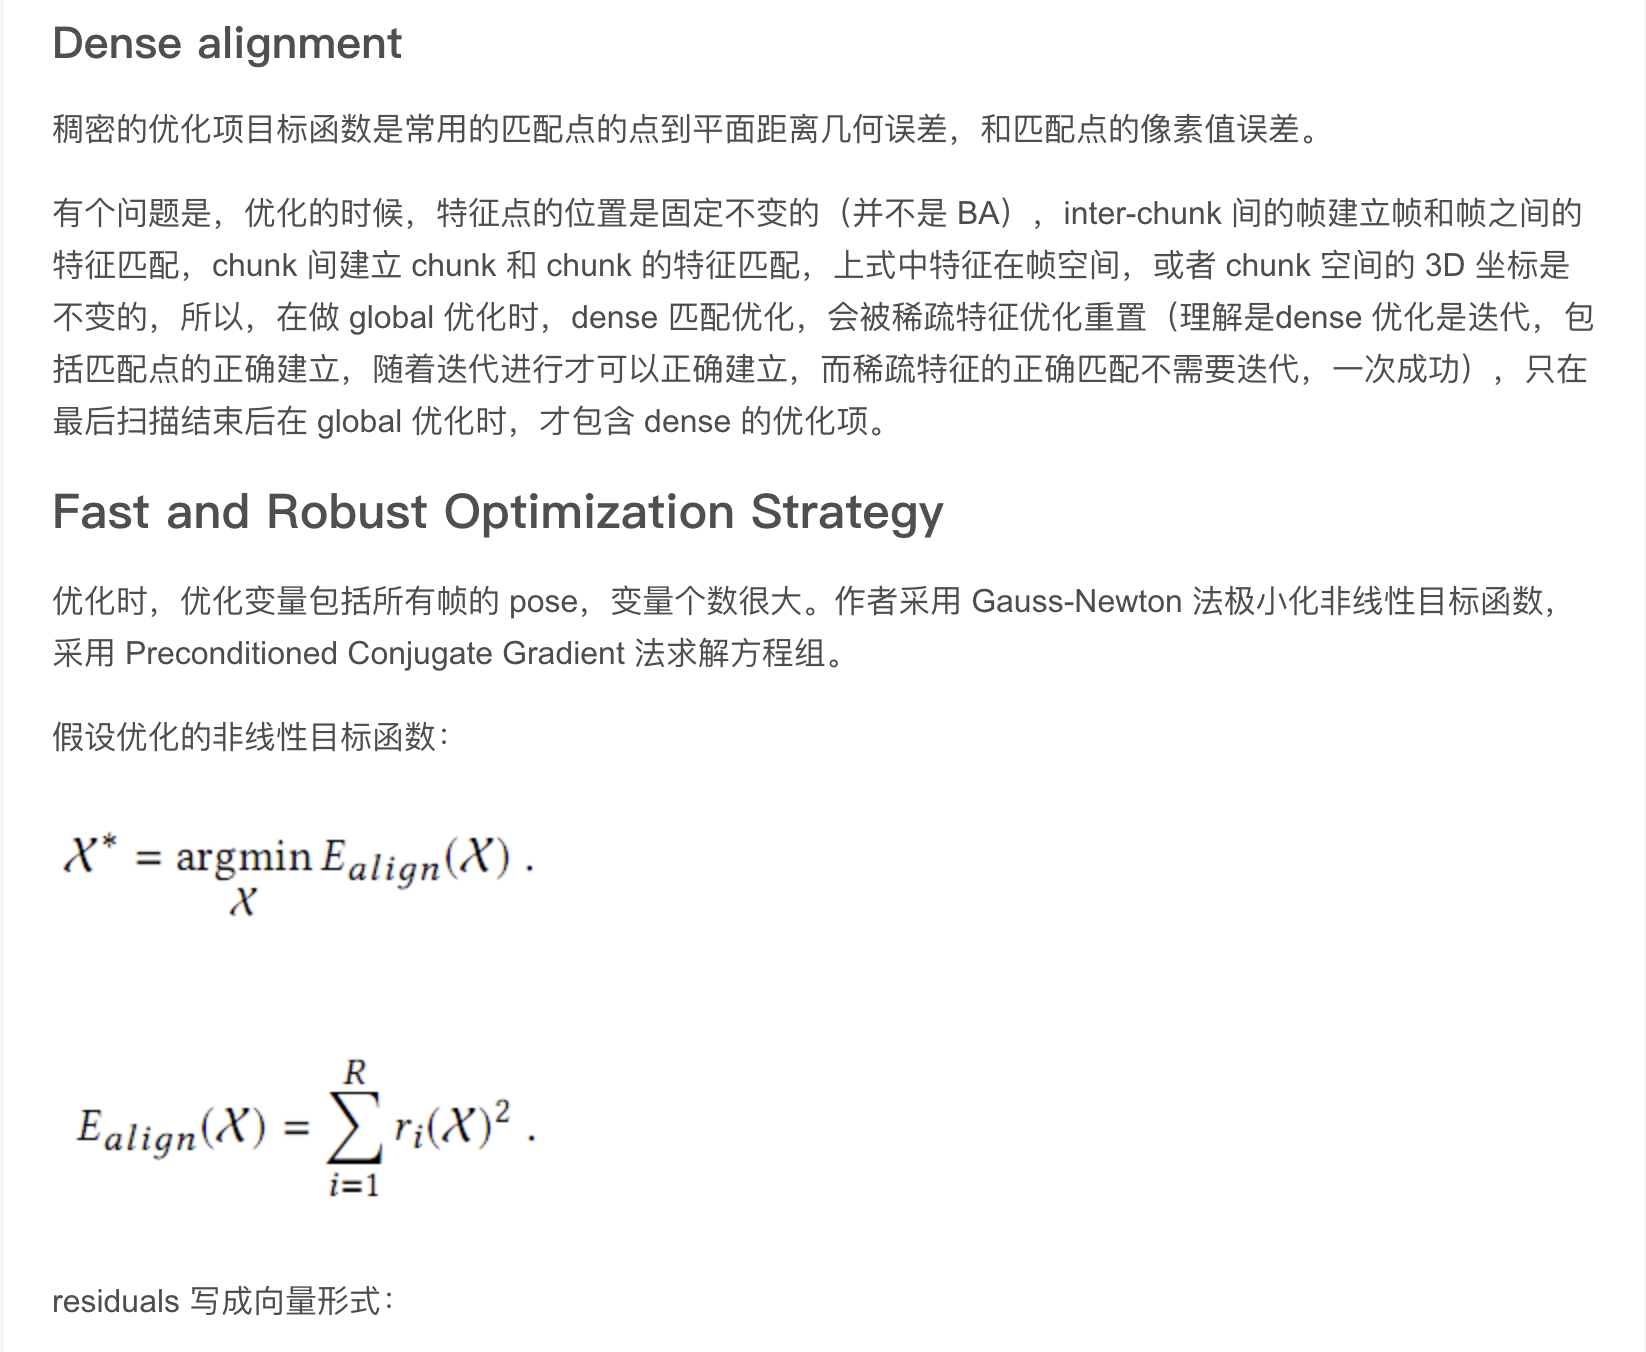 Dense alignment
稠密的优化项目标函数是常用的匹配点的点到平面距离几何误差，和匹配点的像素值误差。
有个问题是，优化的时候，特征点的位置是固定不变的（并不是 BA），inter-chunk 间的帧建立帧和帧之间的
特征匹配，chunk 间建立 chunk 和 chunk 的特征匹配，上式中特征在帧空间，或者 chunk 空间的 3D 坐标是
不变的，所以，在做 global 优化时，dense 匹配优化，会被稀疏特征优化重置（理解是dense 优化是迭代，包
括匹配点的正确建立，随着迭代进行才可以正确建立，而稀疏特征的正确匹配不需要迭代，一次成功），只在
最后扫描结束后在 global 优化时，才包含 dense 的优化项。
Fast and Robust Optimization Strategy
优化时，优化变量包括所有帧的 pose，变量个数很大。作者采用 Gauss-Newton 法极小化非线性目标函数，
采用 Preconditioned Conjugate Gradient 法求解方程组。
假设优化的非线性目标函数：
𝒳* = argmin E_align(𝒳) .
𝒳
R
E_align(𝒳) = ∑ r_i(𝒳)² .
i=1
residuals 写成向量形式：